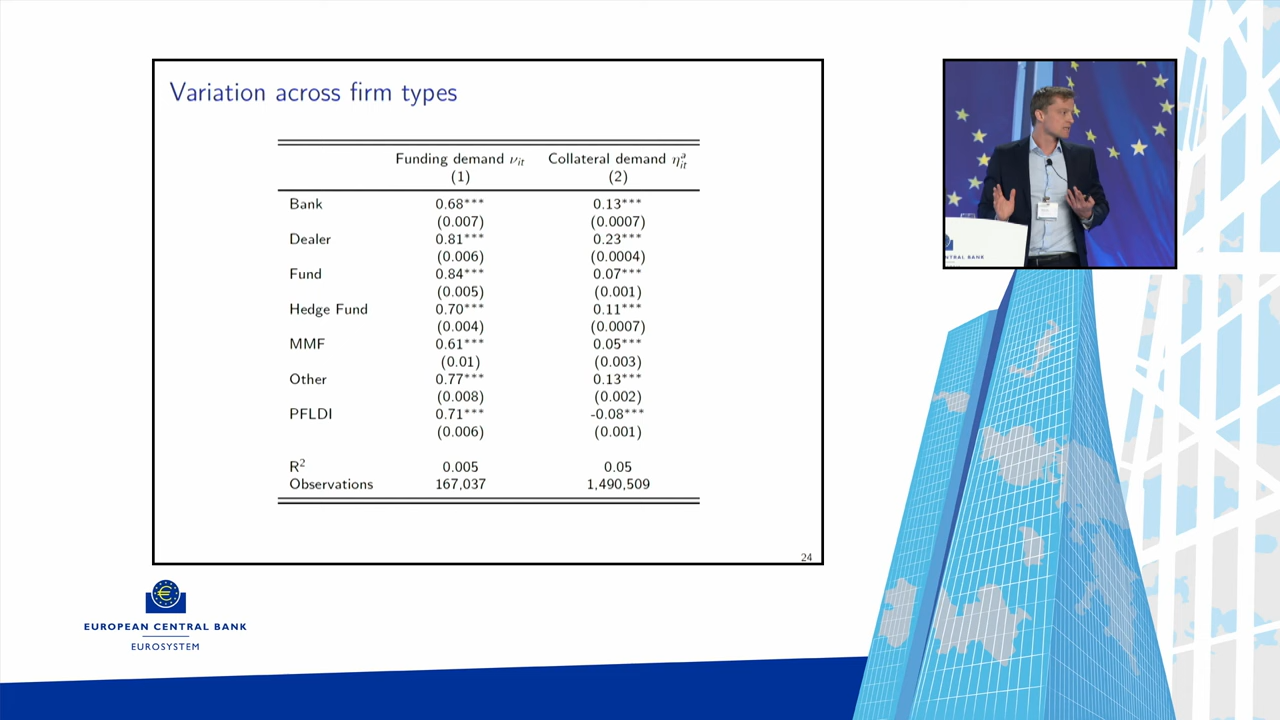 Variation across firm types
Funding demand νit Collateral demand ηᵃit
(1) (2)
Bank 0.68*** 0.13***
(0.007) (0.0007)
Dealer 0.81*** 0.23***
(0.006) (0.0004)
Fund 0.84*** 0.07***
(0.005) (0.001)
Hedge Fund 0.70*** 0.11***
(0.004) (0.0007)
MMF 0.61*** 0.05***
(0.01) (0.003)
Other 0.77*** 0.13***
(0.008) (0.002)
PFLDI 0.71*** -0.08***
(0.006) (0.001)
R² 0.005 0.05
Observations 167,037 1,490,509
24
NTRAL BANK
EUROPEAN CENTRAL BANK
EUROSYSTEM